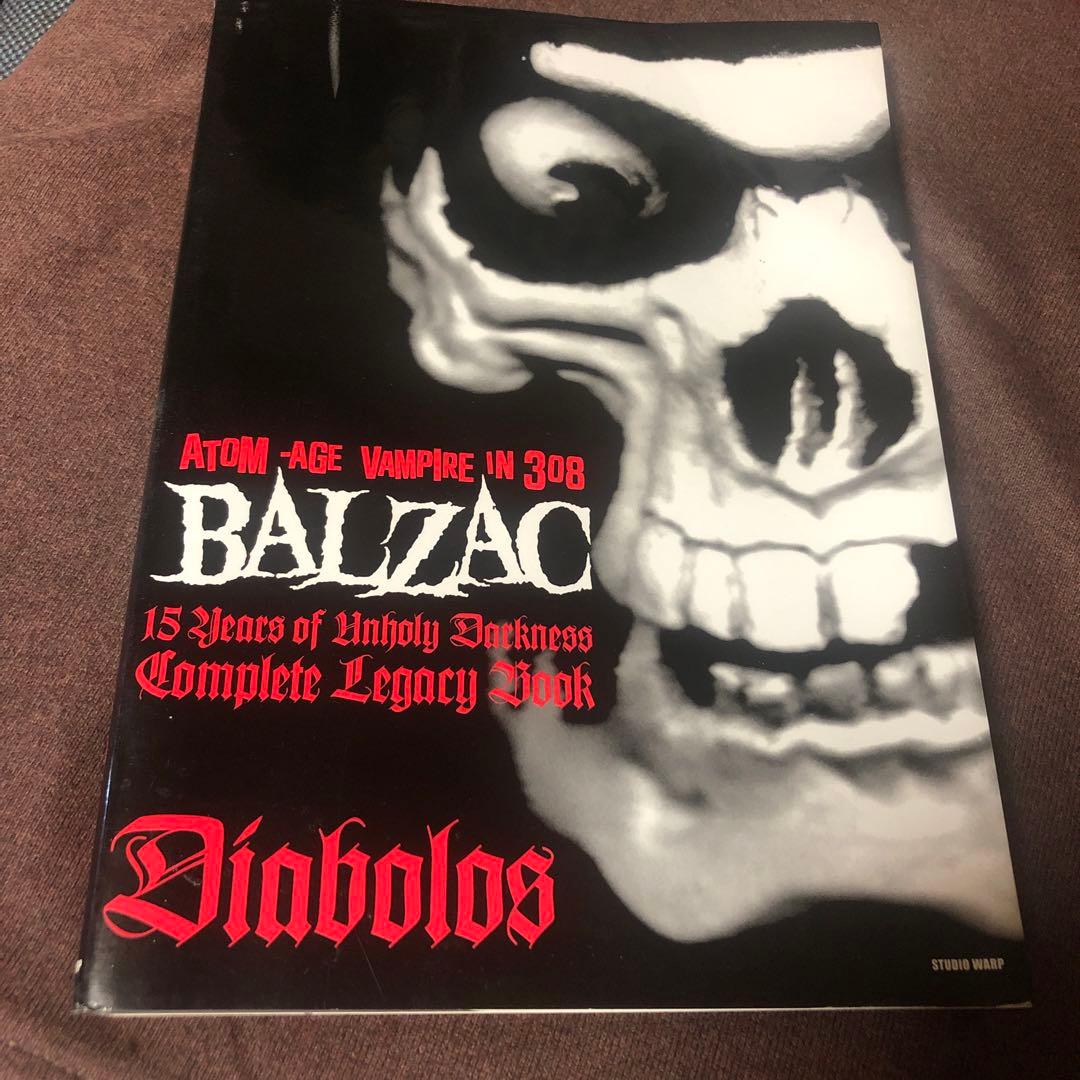 ATOM-AGE VAMPIRE IN 308
BALZAC
15 Years of Unholy Darkness
Complete Legacy Book
Diabolos
STUDIO WARP